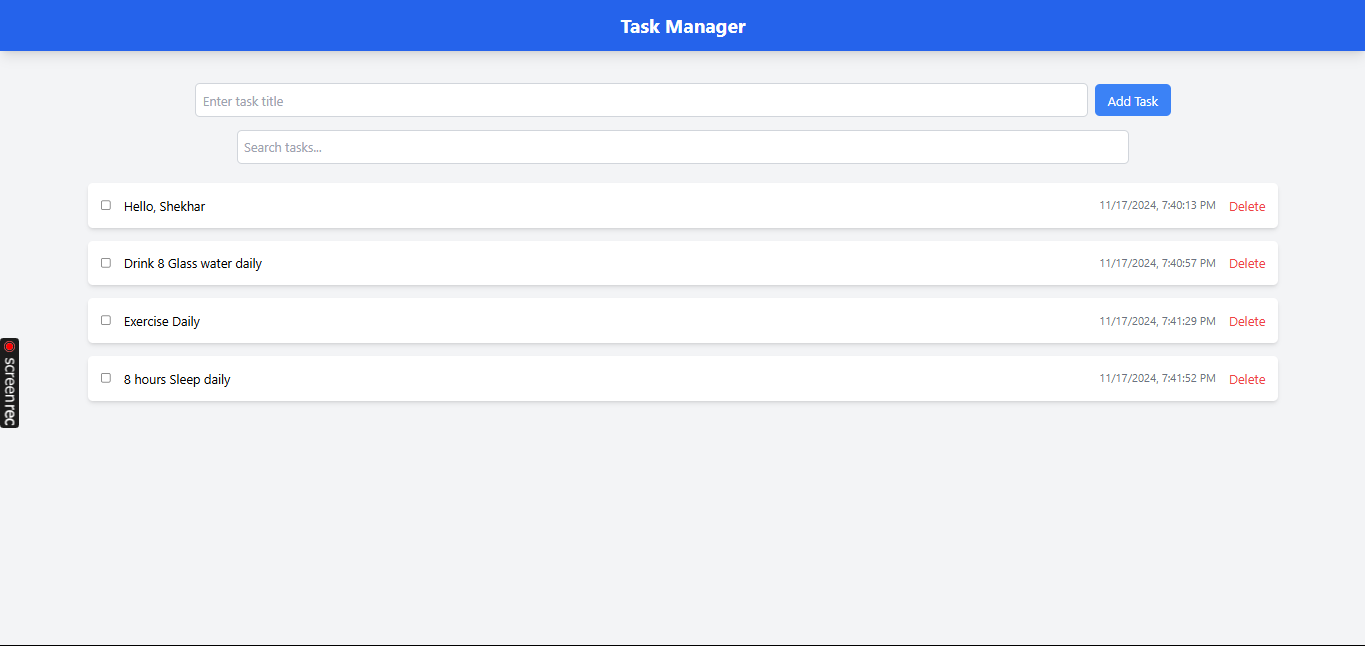 Task Manager
Enter task title
Add Task
Search tasks...
Hello, Shekhar 11/17/2024, 7:40:13 PM Delete
Drink 8 Glass water daily 11/17/2024, 7:40:57 PM Delete
Exercise Daily 11/17/2024, 7:41:29 PM Delete
8 hours Sleep daily 11/17/2024, 7:41:52 PM Delete
screen rec